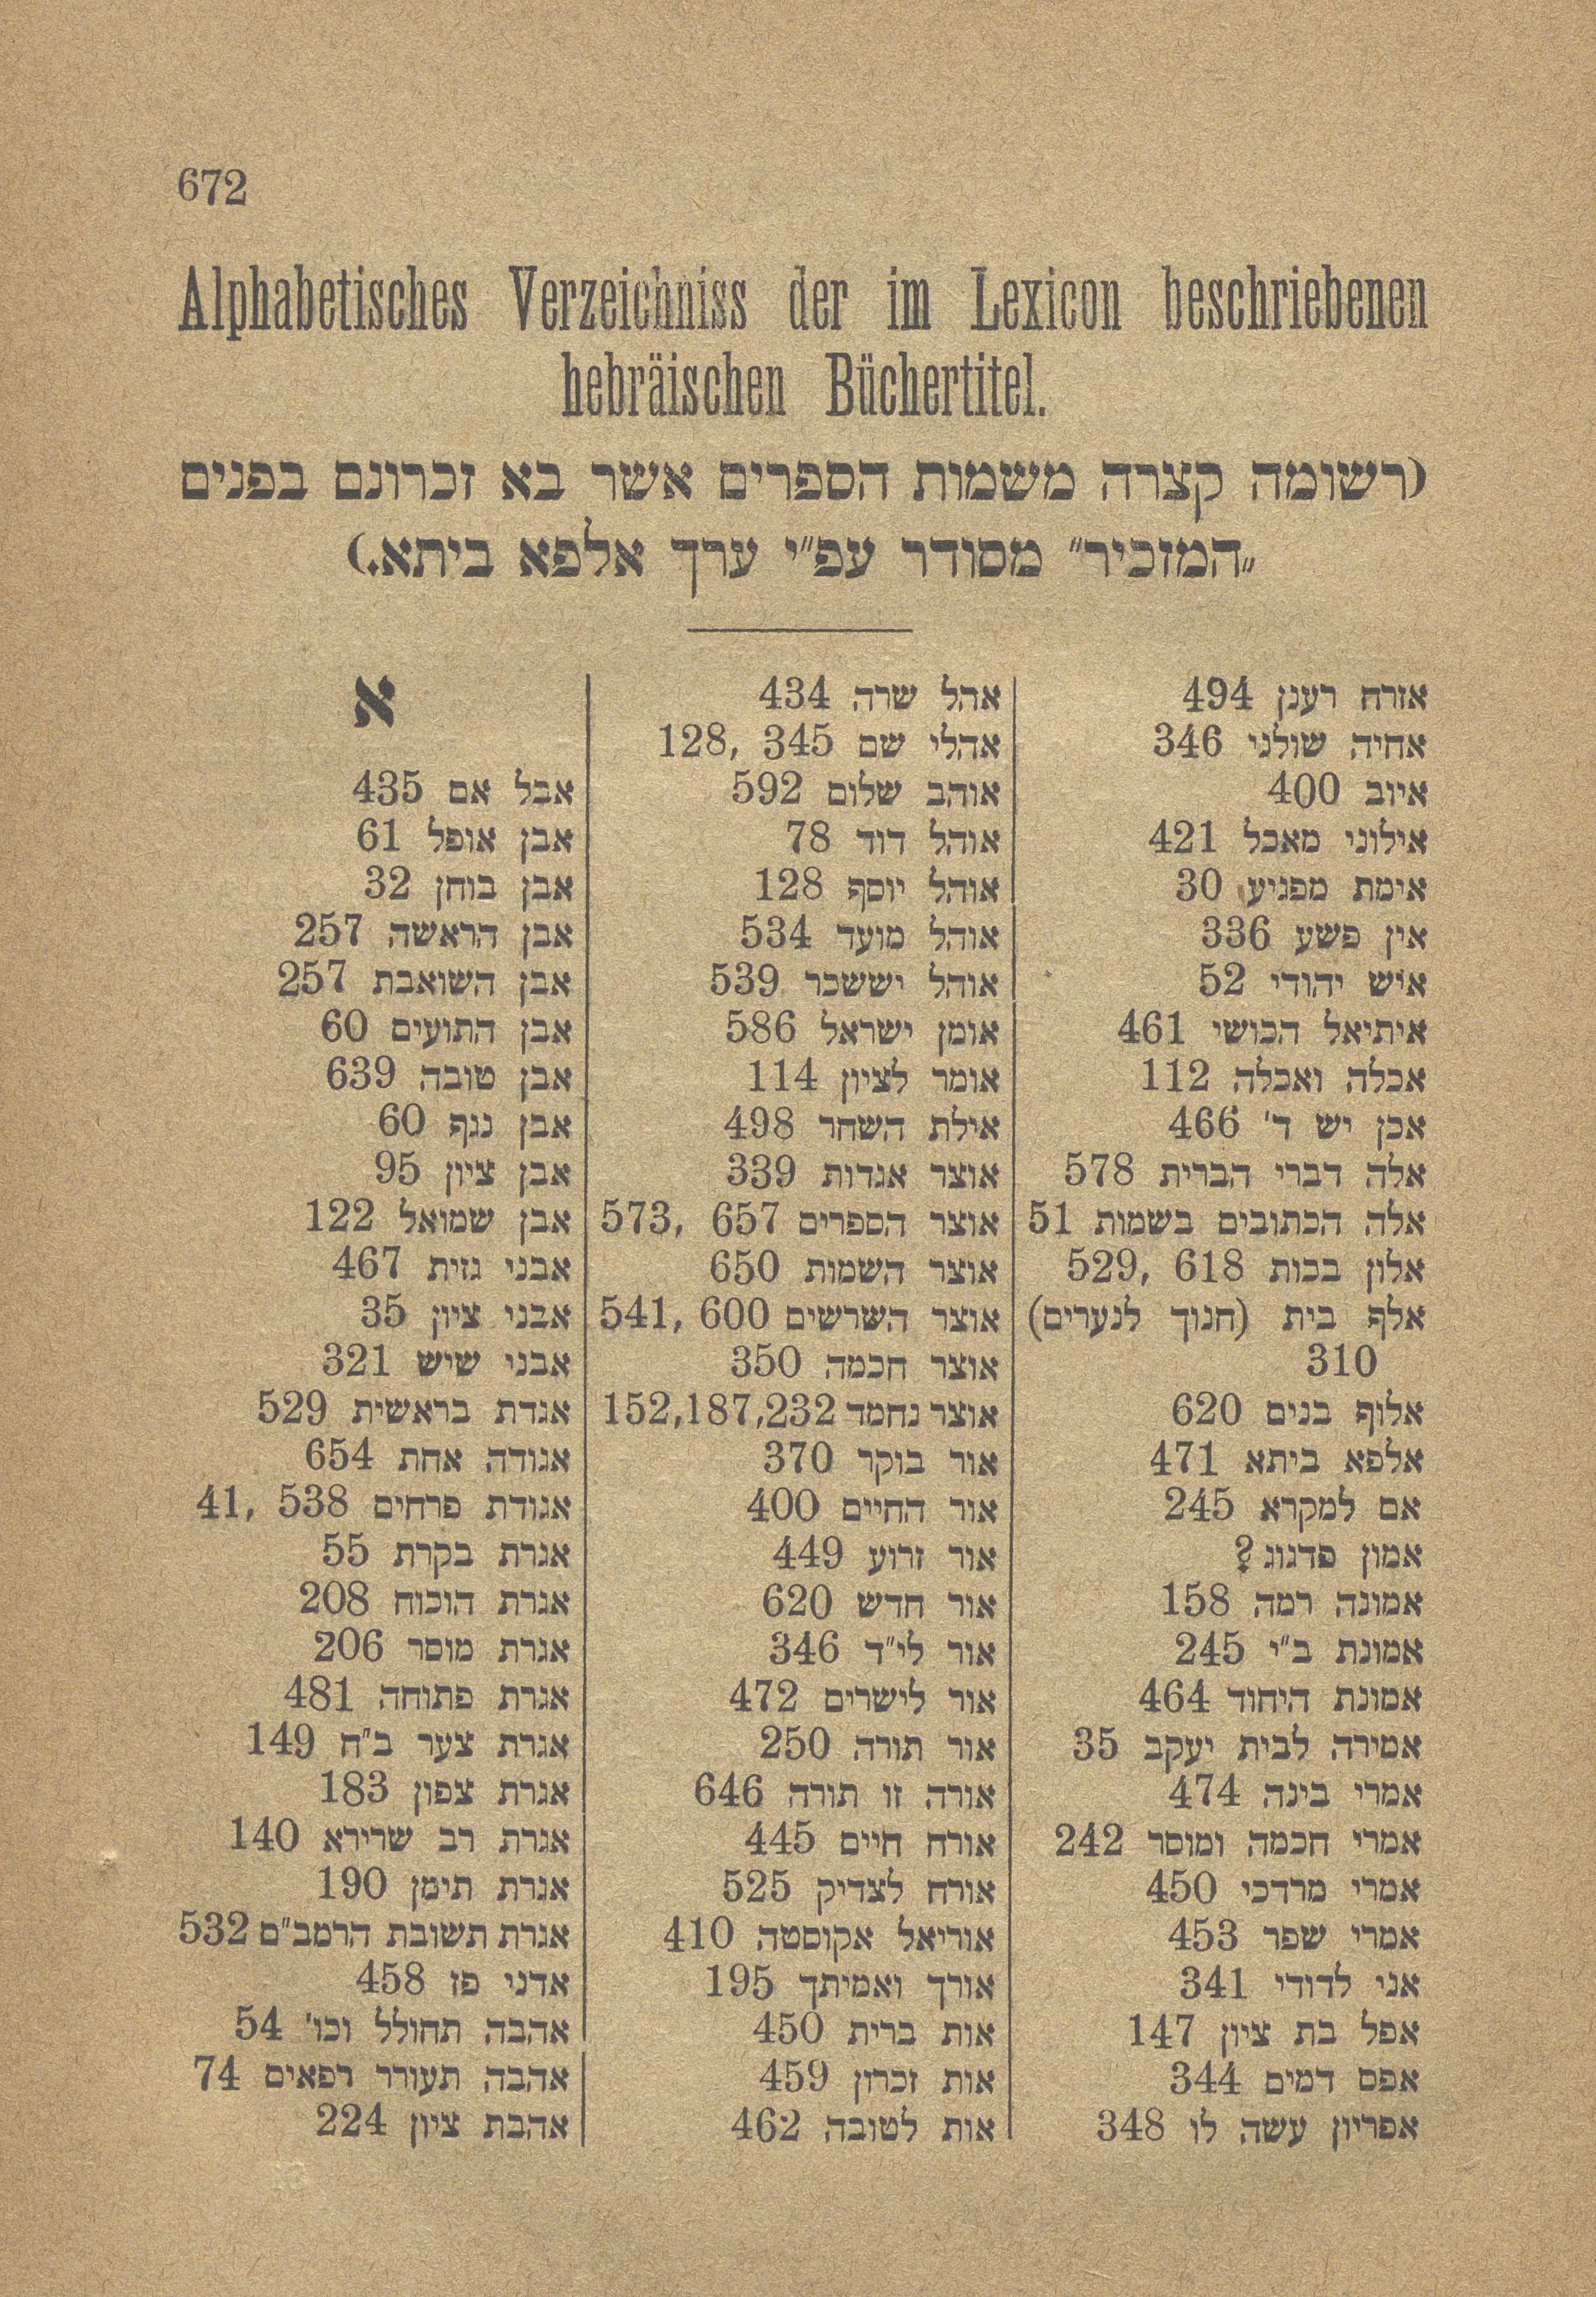 672
Alphabetisches Verzeichniss der im Lexicon beschriebenen
hebräischen Büchertitel.
(רשומה קצרה משמות הספרים אשר בא זכרונם בפנים
„המזכיר״ מסודר עפ״י ערך אלפא ביתא.)
א
אבל אם 435
אבן אופל 61
אבן בוחן 32
אבן הראשה 257
אבן השואבת 257
אבן התועים 60
אבן טובה 639
אבן נגף 60
אבן ציון 95
אבן שמואל 122
אבני גזית 467
אבני ציון 35
אבני שיש 321
אגדת בראשית 529
אגודה אחת 654
אגודת פרחים 538 ,41
אגרת בקרת 55
אגרת הוכוח 208
אגרת מוסר 206
אגרת פתוחה 481
אגרת צער ב״ח 149
אגרת צפון 183
אגרת רב שרירא 140
אגרת תימן 190
אגרת תשובת הרמב״ם 532
אדני פז 458
אהבה תחולל וכו׳ 54
אהבה תעורר רפאים 74
אהבת ציון 224
אהל שרה 434
אהלי שם 345 ,128
אוהב שלום 592
אוהל דוד 78
אוהל יוסף 128
אוהל מועד 534
אוהל יששכר 539
אומן ישראל 586
אומר לציון 114
אילת השחר 498
אוצר אגדות 339
אוצר הספרים 657 ,573
אוצר השמות 650
אוצר השרשים 600 ,541
אוצר חכמה 350
אוצר נחמד 152,187,232
אור בוקר 370
אור החיים 400
אור זרוע 449
אור חדש 620
אור לי״ד 346
אור לישרים 472
אור תורה 250
אורה זו תורה 646
אורח חיים 445
אורח לצדיק 525
אוריאל אקוסטה 410
אורך ואמיתך 195
אות ברית 450
אות זכרון 459
אות לטובה 462
אזרח רענן 494
אחיה שולני 346
איוב 400
אילוני מאכל 421
אימת מפגיע 30
אין פשע 336
איש יהודי 52
איתיאל הכושי 461
אכלה ואכלה 112
אכן יש ד׳ 466
אלה דברי הברית 578
אלה הכתובים בשמות 51
אלון בכות 618 ,529
אלף בית (חנוך לנערים)
310
אלוף בנים 620
אלפא ביתא 471
אם למקרא 245
אמון פדגוג ?
אמונה רמה 158
אמונת ב״י 245
אמונת היחוד 464
אמירה לבית יעקב 35
אמרי בינה 474
אמרי חכמה ומוסר 242
אמרי מרדכי 450
אמרי שפר 453
אני לדודי 341
אפל בת ציון 147
אפס דמים 344
אפריון עשה לו 348